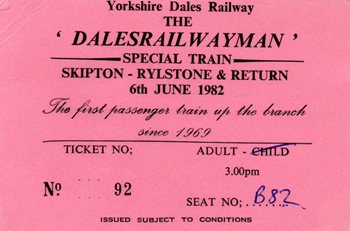 Yorkshire Dales Railway
THE
' DALESRAILWAYMAN '
SPECIAL TRAIN
SKIPTON - RYLSTONE & RETURN
6th JUNE 1982
The first passenger train up the branch
since 1969
TICKET NO; ADULT - CHILD
3.00pm
Nº 92 SEAT NO; B82
ISSUED SUBJECT TO CONDITIONS